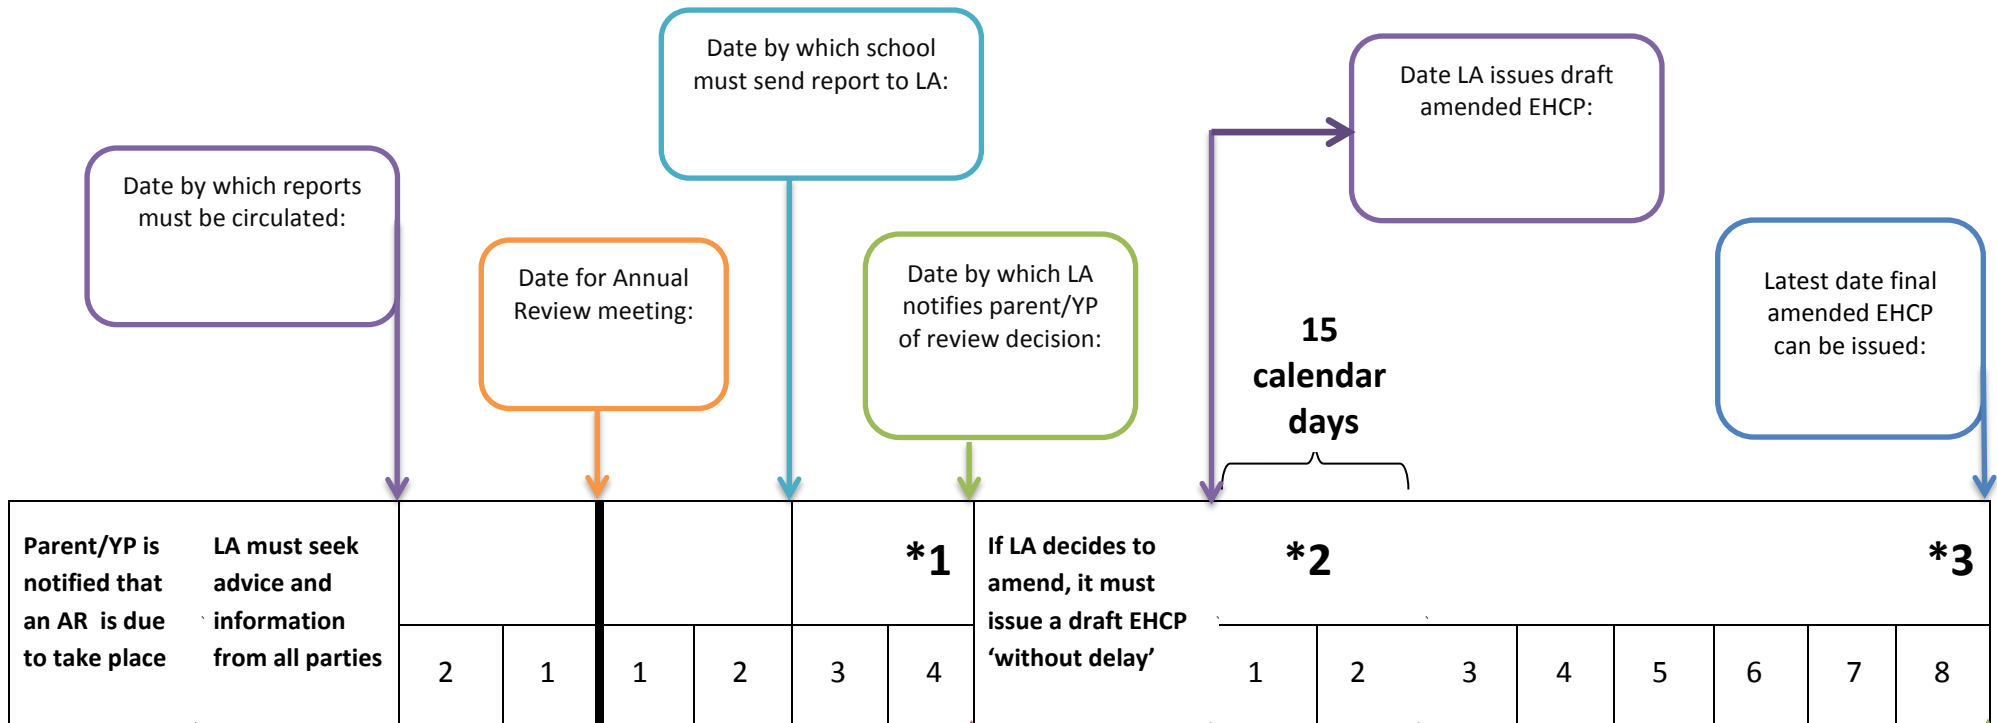 Date by which school
must send report to LA:
Date LA issues draft
amended EHCP:
Date by which reports
must be circulated:
Date for Annual
Review meeting:
Date by which LA
notifies parent/YP
of review decision:
15
calendar
days
Latest date final
amended EHCP
can be issued:
Parent/YP is
notified that
an AR is due
to take place
LA must seek
advice and
information
from all parties
*1
If LA decides to
amend, it must
issue a draft EHCP
‘without delay’
*2
*3
2 1 1 2 3 4 1 2 3 4 5 6 7 8